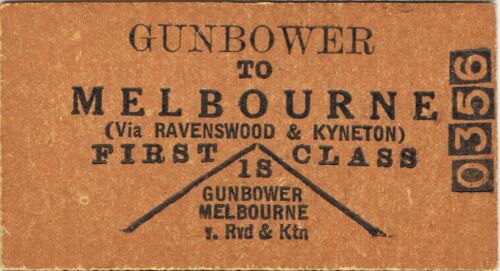 GUNBOWER
TO
MELBOURNE
(Via RAVENSWOOD & KYNETON)
FIRST CLASS
1S
GUNBOWER
MELBOURNE
v. Rvd & Ktn
0356